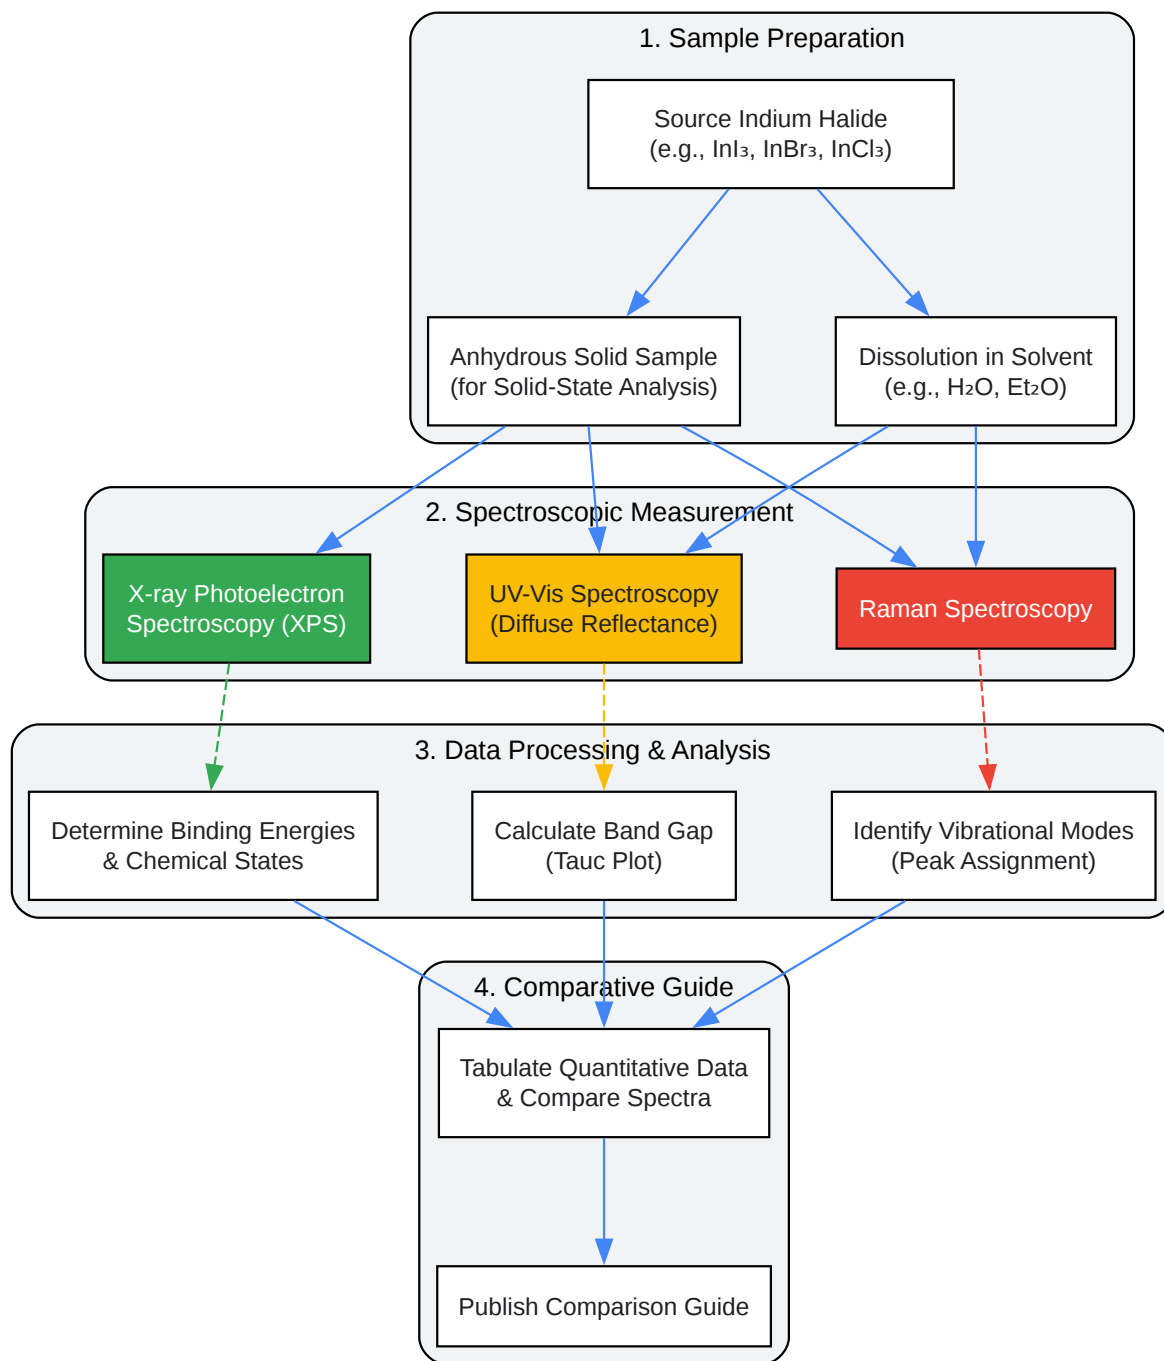 1. Sample Preparation
Source Indium Halide
(e.g., InI₃, InBr₃, InCl₃)
Anhydrous Solid Sample
(for Solid-State Analysis)
Dissolution in Solvent
(e.g., H₂O, Et₂O)
2. Spectroscopic Measurement
X-ray Photoelectron
Spectroscopy (XPS)
UV-Vis Spectroscopy
(Diffuse Reflectance)
Raman Spectroscopy
3. Data Processing & Analysis
Determine Binding Energies
& Chemical States
Calculate Band Gap
(Tauc Plot)
Identify Vibrational Modes
(Peak Assignment)
4. Comparative Guide
Tabulate Quantitative Data
& Compare Spectra
Publish Comparison Guide